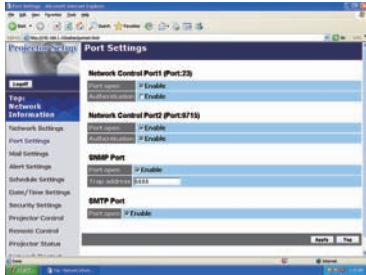 Projector Setup
Port Settings
Logoff
Top:
Network
Information
Network Settings
Port Settings
Mail Settings
Alert Settings
Schedule Settings
Date/Time Settings
Security Settings
Projector Control
Remote Control
Projector Status
Network Control Port1 (Port:23)
Port open Enable
Authentication Enable
Network Control Port2 (Port:9715)
Port open Enable
Authentication Enable
SNMP Port
Port open Enable
Trap address
SMTP Port
Port open Enable
Apply Top